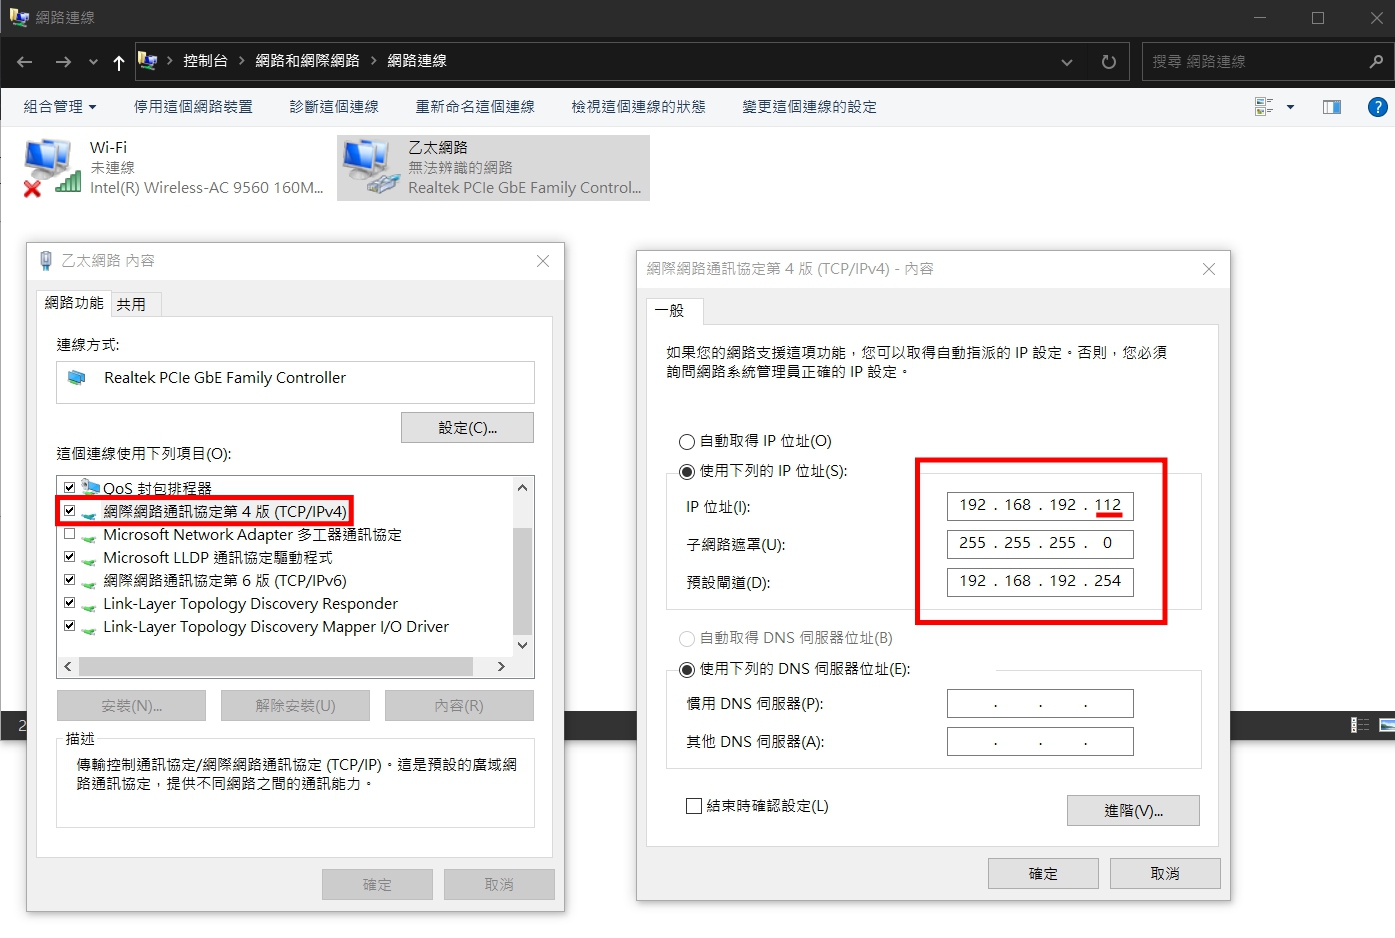 網路連線
控制台 › 網路和網際網路 › 網路連線
搜尋 網路連線
組合管理 停用這個網路裝置 診斷這個連線 重新命名這個連線 檢視這個連線的狀態 變更這個連線的設定
Wi-Fi
未連線
Intel(R) Wireless-AC 9560 160M...
乙太網路
無法辨識的網路
Realtek PCIe GbE Family Control...
乙太網路 內容
網路功能 共用
連線方式:
Realtek PCIe GbE Family Controller
設定(C)...
這個連線使用下列項目(O):
QoS 封包排程器
網際網路通訊協定第 4 版 (TCP/IPv4)
Microsoft Network Adapter 多工器通訊協定
Microsoft LLDP 通訊協定驅動程式
網際網路通訊協定第 6 版 (TCP/IPv6)
Link-Layer Topology Discovery Responder
Link-Layer Topology Discovery Mapper I/O Driver
安裝(N)... 解除安裝(U) 內容(R)
描述
傳輸控制通訊協定/網際網路通訊協定 (TCP/IP)。這是預設的廣域網
路通訊協定，提供不同網路之間的通訊能力。
確定 取消
2
網際網路通訊協定第 4 版 (TCP/IPv4) - 內容
一般
如果您的網路支援這項功能，您可以取得自動指派的 IP 設定。否則，您必須
詢問網路系統管理員正確的 IP 設定。
自動取得 IP 位址(O)
使用下列的 IP 位址(S):
IP 位址(I): 192 . 168 . 192 . 112
子網路遮罩(U): 255 . 255 . 255 . 0
預設閘道(D): 192 . 168 . 192 . 254
自動取得 DNS 伺服器位址(B)
使用下列的 DNS 伺服器位址(E):
慣用 DNS 伺服器(P): . . .
其他 DNS 伺服器(A): . . .
結束時確認設定(L)
進階(V)...
確定 取消